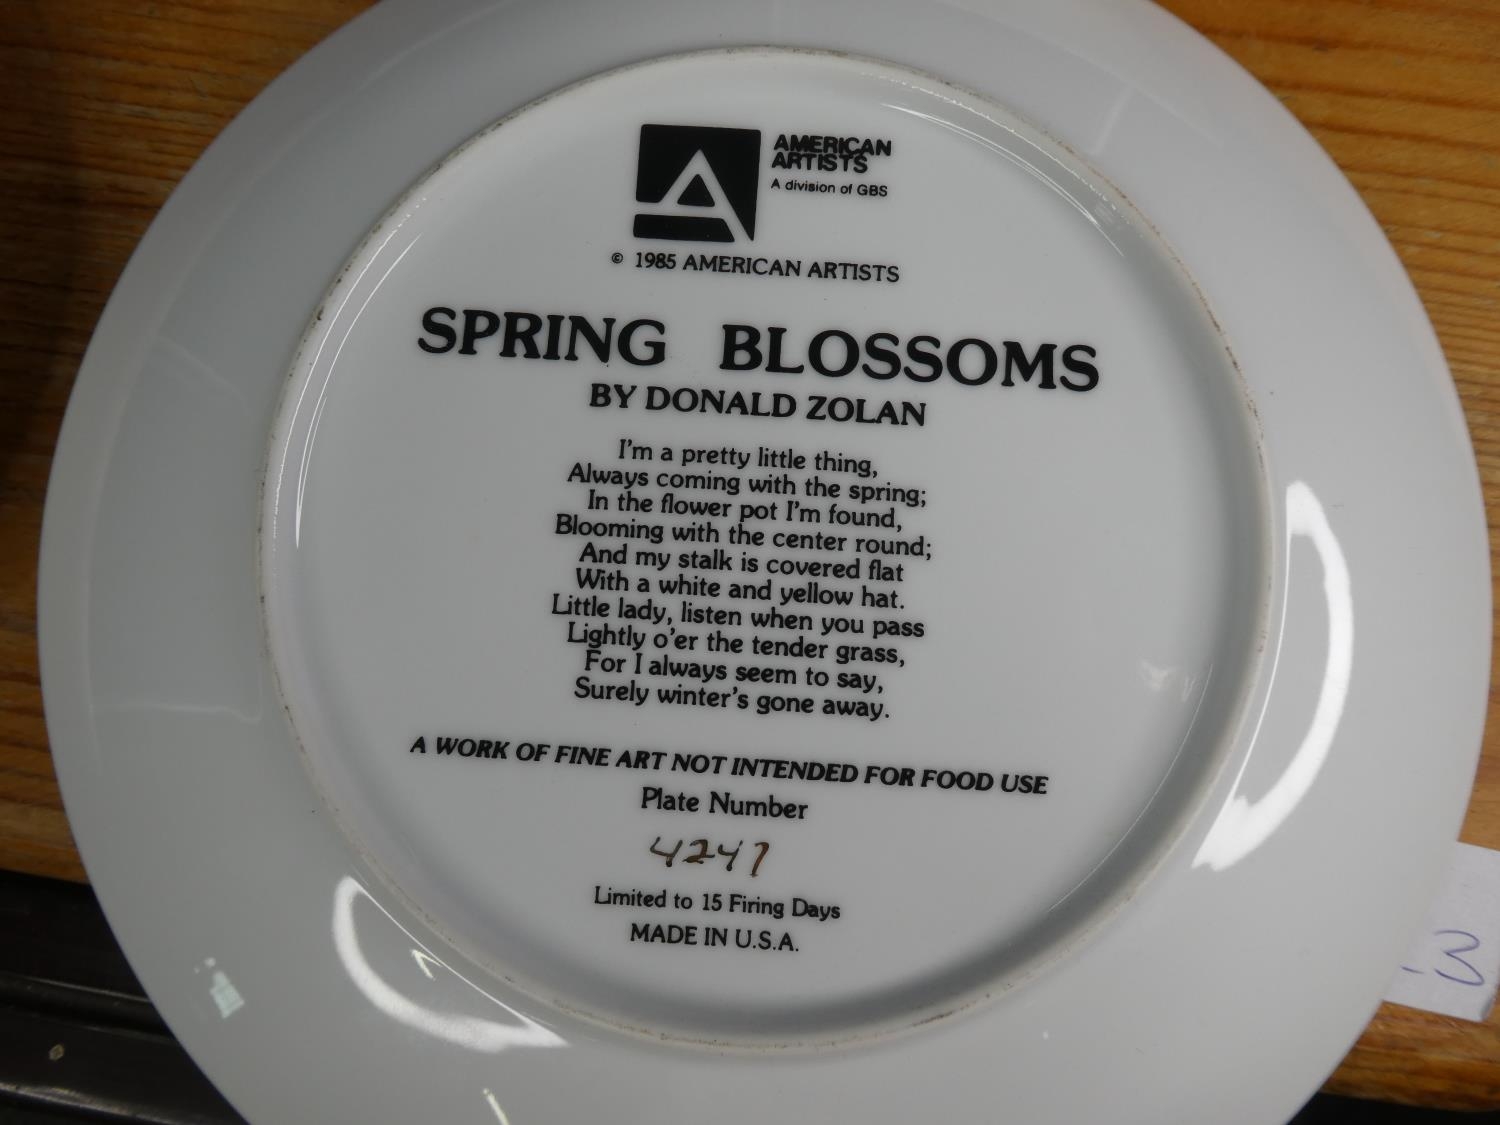 AMERICAN
ARTISTS
A division of GBS
© 1985 AMERICAN ARTISTS
SPRING BLOSSOMS
BY DONALD ZOLAN
I'm a pretty little thing,
Always coming with the spring;
In the flower pot I'm found,
Blooming with the center round;
And my stalk is covered flat
With a white and yellow hat.
Little lady, listen when you pass
Lightly o'er the tender grass,
For I always seem to say,
Surely winter's gone away.
A WORK OF FINE ART NOT INTENDED FOR FOOD USE
Plate Number
4247
Limited to 15 Firing Days
MADE IN U.S.A.